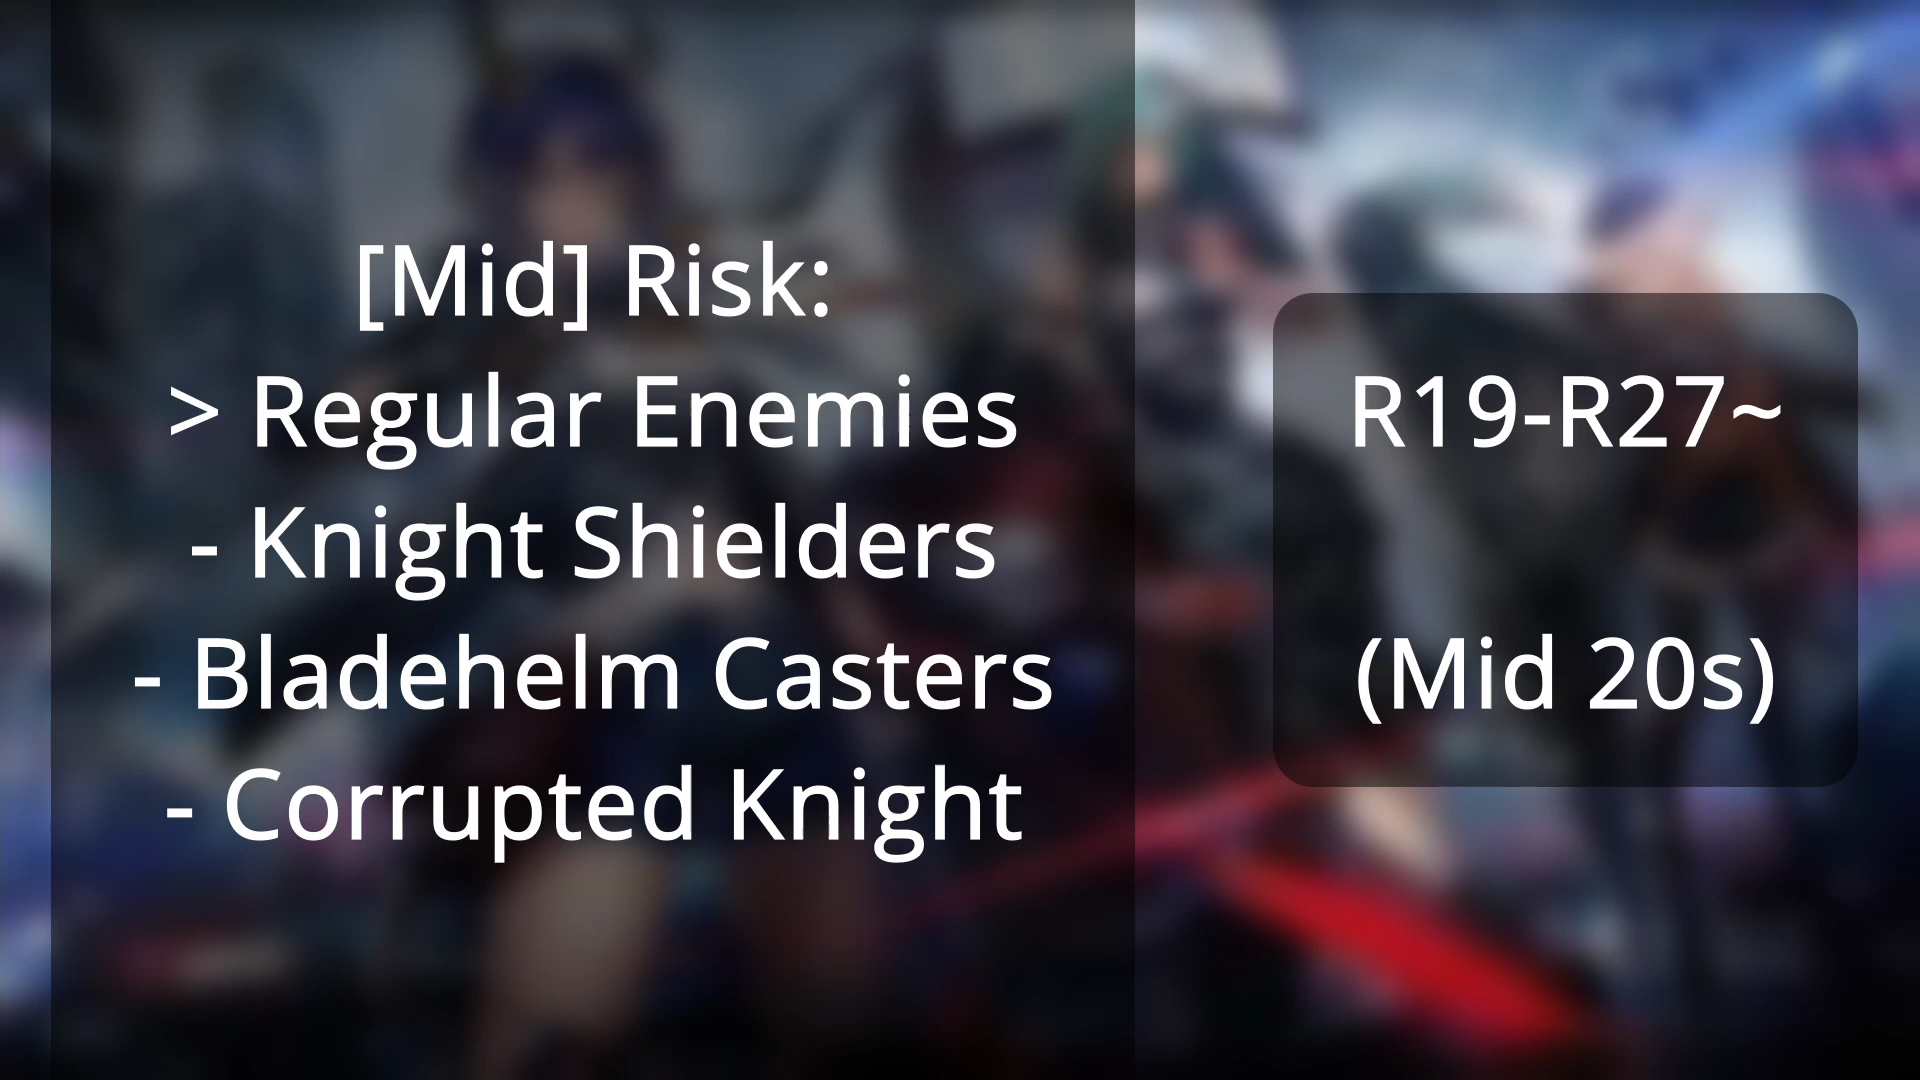 [Mid] Risk:
> Regular Enemies
- Knight Shielders
- Bladehelm Casters
- Corrupted Knight
R19-R27~
(Mid 20s)